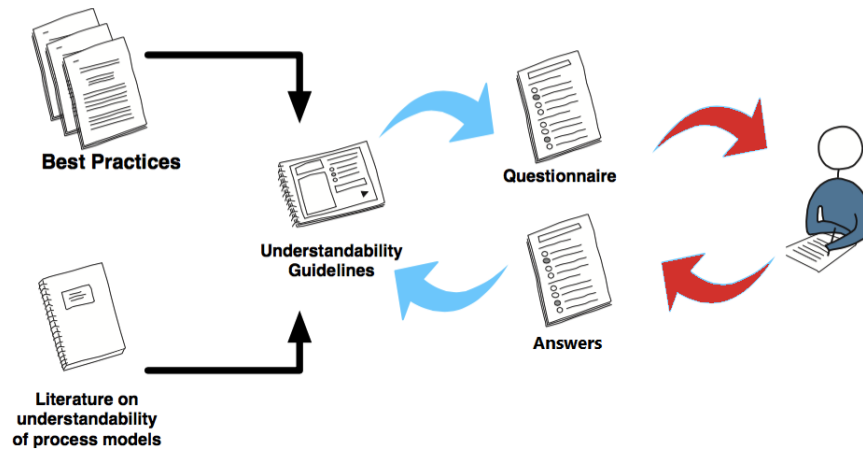 Best Practices
Questionnaire
Understandability
Guidelines
Answers
Literature on
understandability
of process models